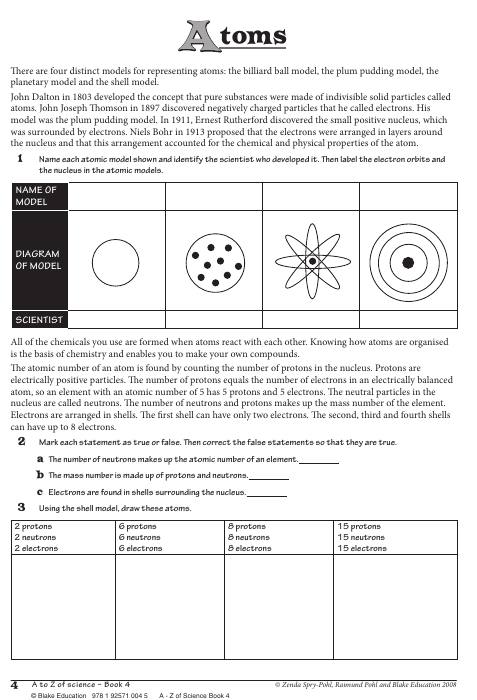 Atoms
There are four distinct models for representing atoms: the billiard ball model, the plum pudding model, the
planetary model and the shell model.
John Dalton in 1803 developed the concept that pure substances were made of indivisible solid particles called
atoms. John Joseph Thomson in 1897 discovered negatively charged particles that he called electrons. His
model was the plum pudding model. In 1911, Ernest Rutherford discovered the small positive nucleus, which
was surrounded by electrons. Niels Bohr in 1913 proposed that the electrons were arranged in layers around
the nucleus and that this arrangement accounted for the chemical and physical properties of the atom.
1 Name each atomic model shown and identify the scientist who developed it. Then label the electron orbits and
the nucleus in the atomic models.
NAME OF
MODEL
DIAGRAM
OF MODEL
SCIENTIST
All of the chemicals you use are formed when atoms react with each other. Knowing how atoms are organised
is the basis of chemistry and enables you to make your own compounds.
The atomic number of an atom is found by counting the number of protons in the nucleus. Protons are
electrically positive particles. The number of protons equals the number of electrons in an electrically balanced
atom, so an element with an atomic number of 5 has 5 protons and 5 electrons. The neutral particles in the
nucleus are called neutrons. The number of neutrons and protons makes up the mass number of the element.
Electrons are arranged in shells. The first shell can have only two electrons. The second, third and fourth shells
can have up to 8 electrons.
2 Mark each statement as true or false. Then correct the false statements so that they are true.
a The number of neutrons makes up the atomic number of an element.
b The mass number is made up of protons and neutrons.
c Electrons are found in shells surrounding the nucleus.
3 Using the shell model, draw these atoms.
2 protons
2 neutrons
2 electrons
6 protons
6 neutrons
6 electrons
8 protons
8 neutrons
8 electrons
15 protons
15 neutrons
15 electrons
4 A to Z of science – Book 4 © Zenda Spry-Pohl, Raimund Pohl and Blake Education 2008
© Blake Education 978 1 92571 004 5 A - Z of Science Book 4